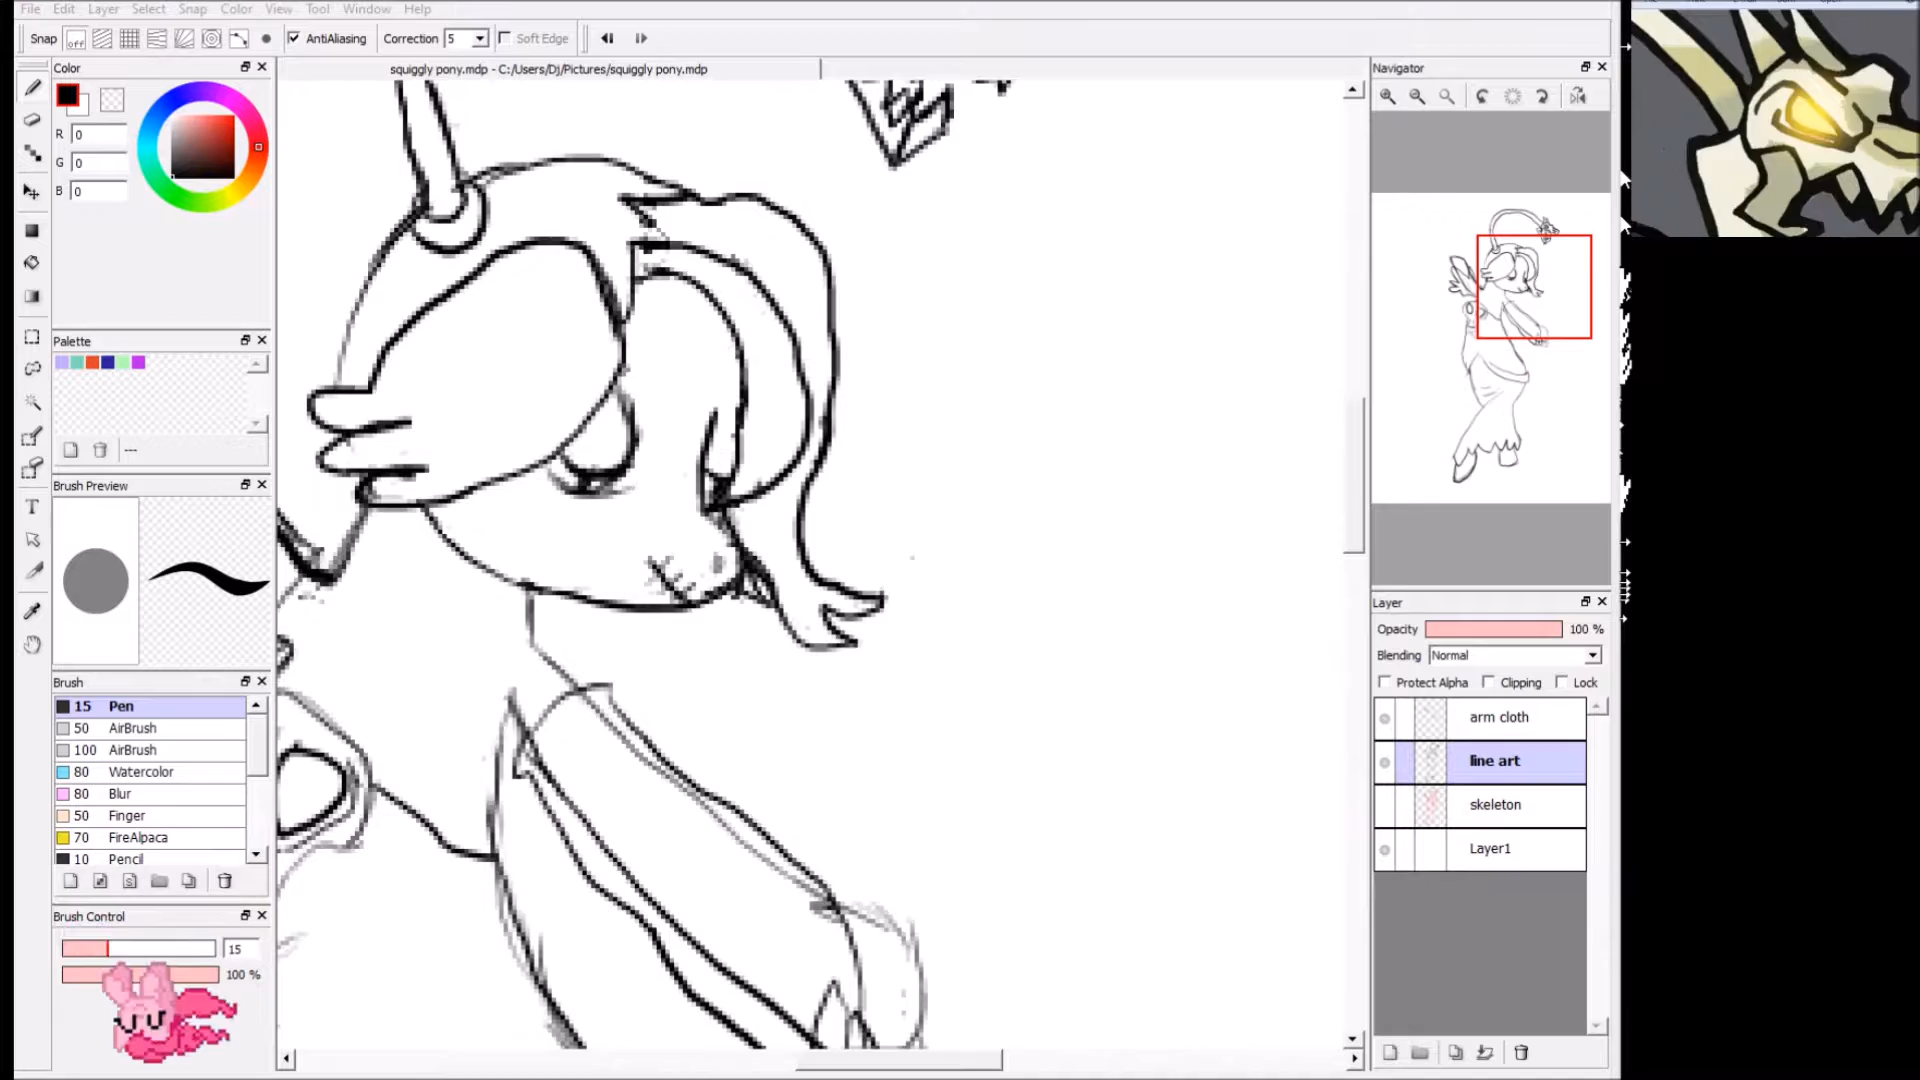 File Edit Layer Select Snap Color View Tool Window Help
Snap off AntiAliasing Correction 5 Soft Edge
Color
squiggly pony.mdp - C:/Users/Dj/Pictures/squiggly pony.mdp
Navigator
R 0
G 0
B 0
Palette
---
Brush Preview
T
Brush
15 Pen
50 AirBrush
100 AirBrush
80 Watercolor
80 Blur
50 Finger
70 FireAlpaca
10 Pencil
Brush Control
15
100 %
Layer
Opacity 100 %
Blending Normal
Protect Alpha Clipping Lock
arm cloth
line art
skeleton
Layer1